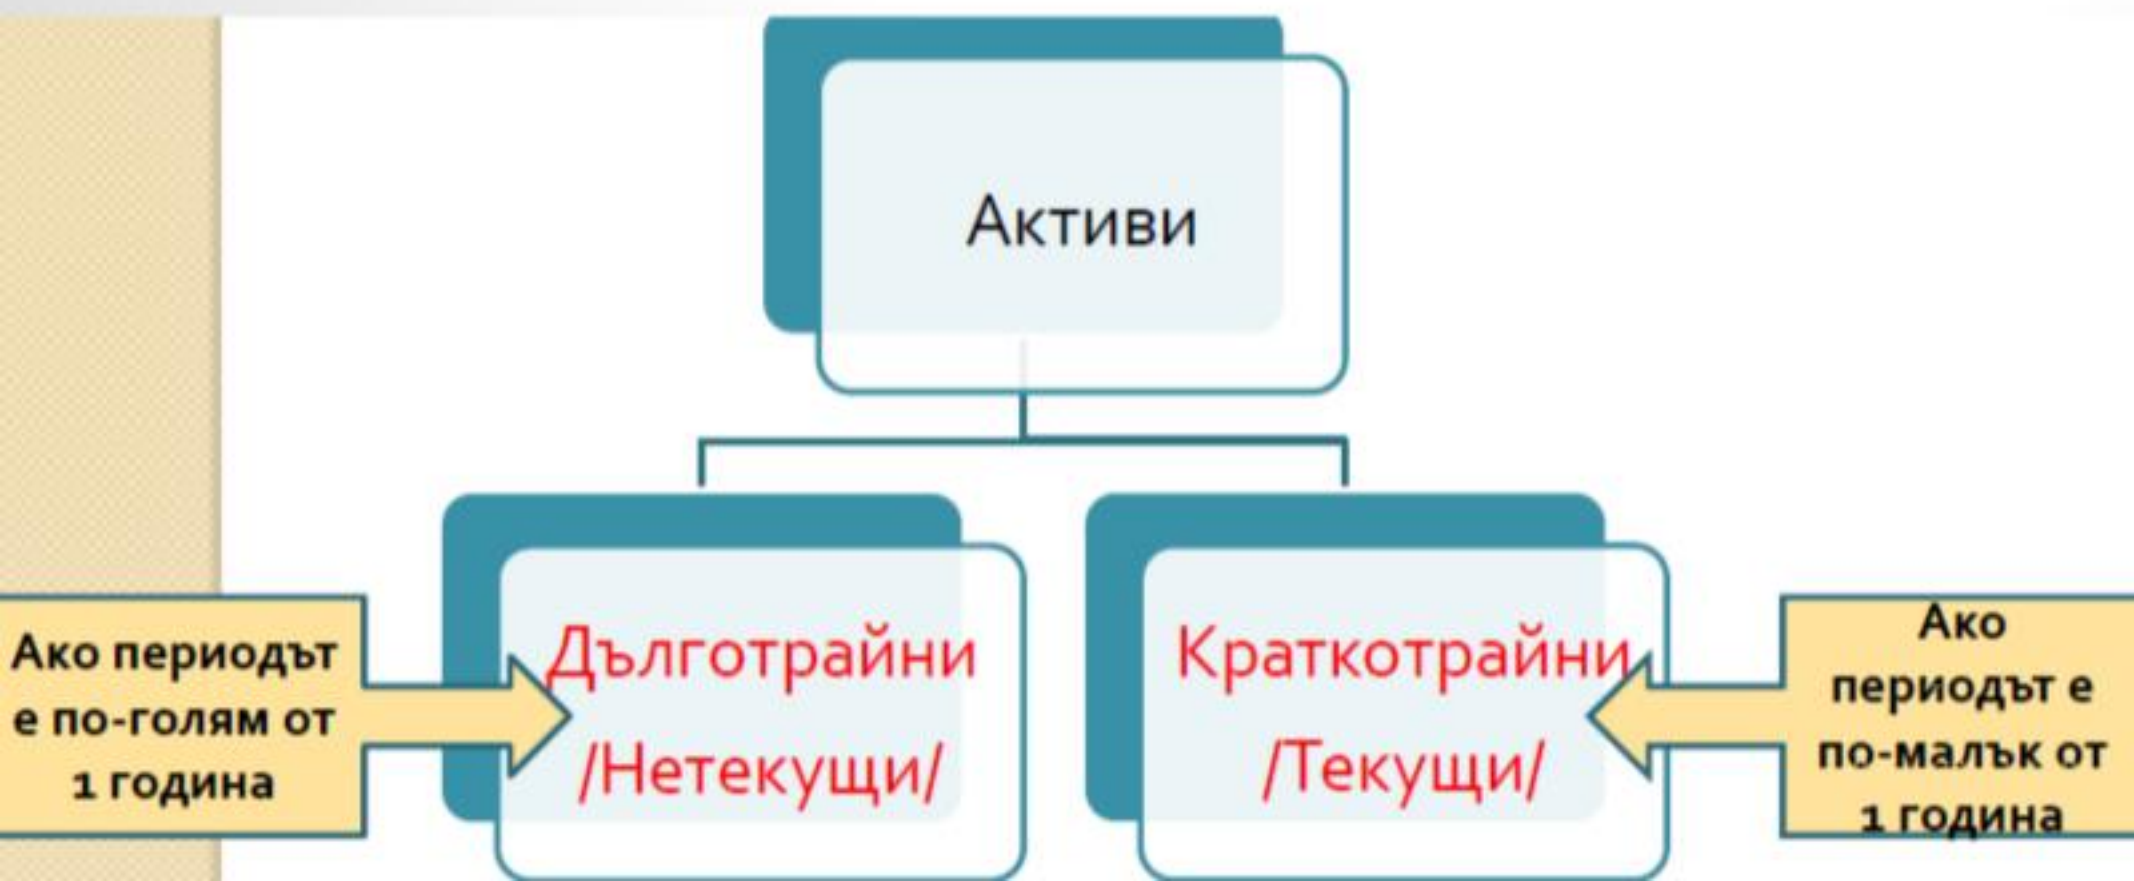 Активи
Дълготрайни
/Нетекущи/
Краткотрайни
/Текущи/
Ако периодът
е по-голям от
1 година
Ако
периодът е
по-малък от
1 година